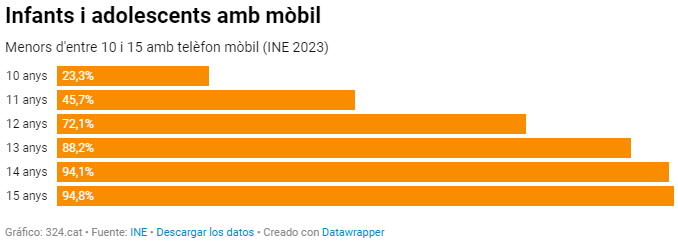 Infants i adolescents amb mòbil
Menors d'entre 10 i 15 amb telèfon mòbil (INE 2023)
10 anys 23,3%
11 anys 45,7%
12 anys 72,1%
13 anys 88,2%
14 anys 94,1%
15 anys 94,8%
Gráfico: 324.cat • Fuente: INE • Descargar los datos • Creado con Datawrapper